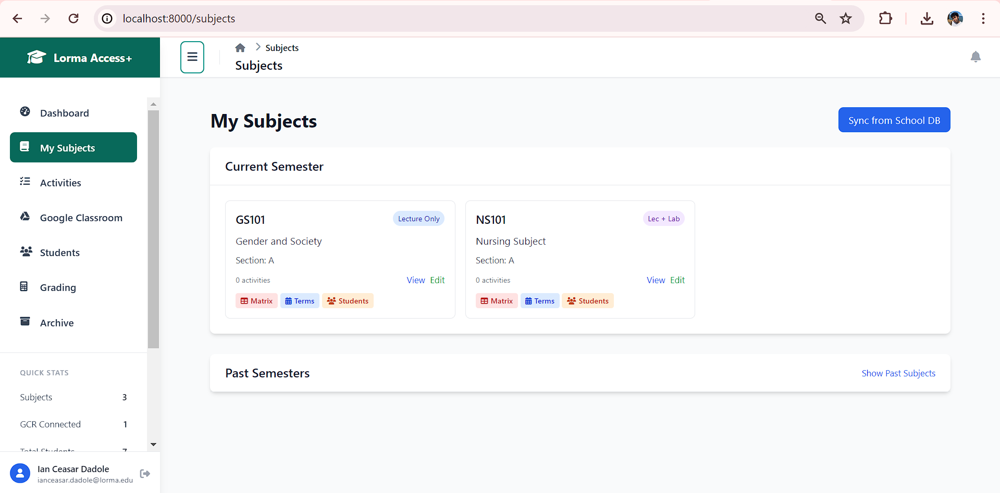 localhost:8000/subjects
Lorma Access+
Subjects
Subjects
Dashboard
My Subjects
Activities
Google Classroom
Students
Grading
Archive
QUICK STATS
Subjects 3
GCR Connected 1
Total Students 7
Ian Ceasar Dadole
ianceasar.dadole@lorma.edu
My Subjects
Sync from School DB
Current Semester
GS101 Lecture Only
Gender and Society
Section: A
0 activities View Edit
Matrix Terms Students
NS101 Lec + Lab
Nursing Subject
Section: A
0 activities View Edit
Matrix Terms Students
Past Semesters Show Past Subjects